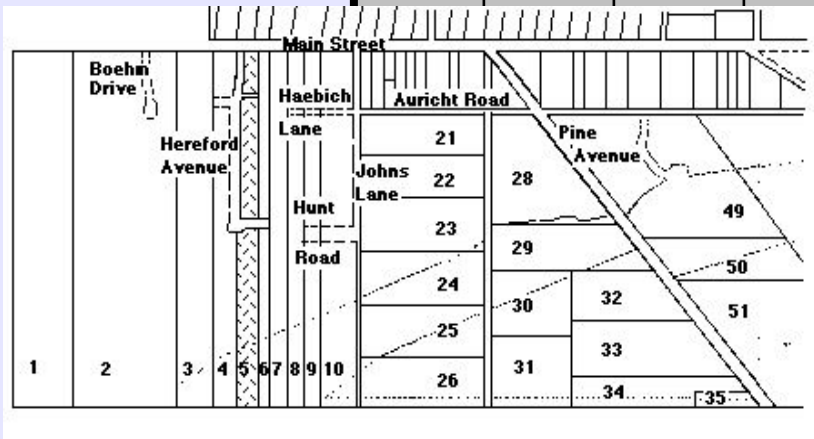 Main Street
Boehm
Drive
Haebich
Lane
Auricht Road
Hereford
Avenue
Pine
Avenue
Johns
Lane
Hunt
Road
21
22
23
24
25
26
28
29
30
31
32
33
34
35
49
50
51
1
2
3
4
5
6
7
8
9
10